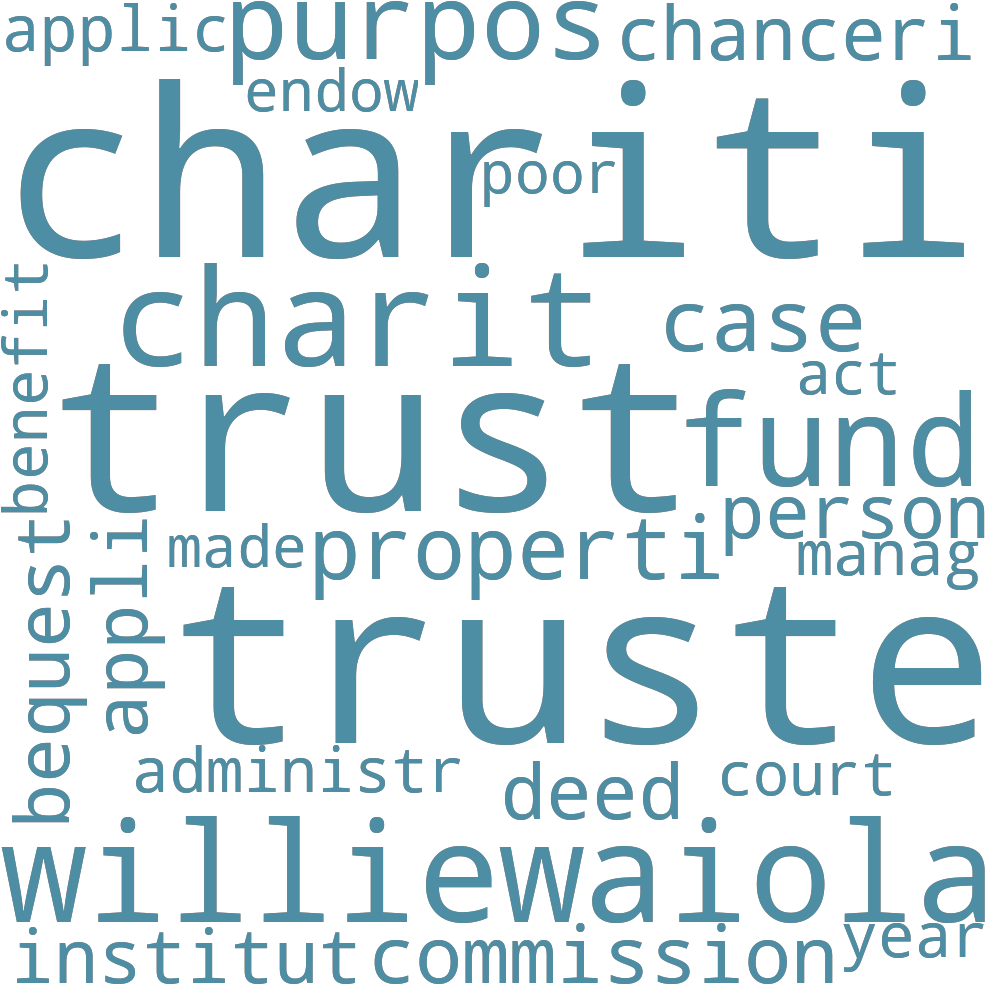 applic purpos chanceri
endow
chariti
poor
charit case
act
trust fund
benefit
person
made properti manag
bequest
appli
truste
administr deed court
williewaiola
institut commission year